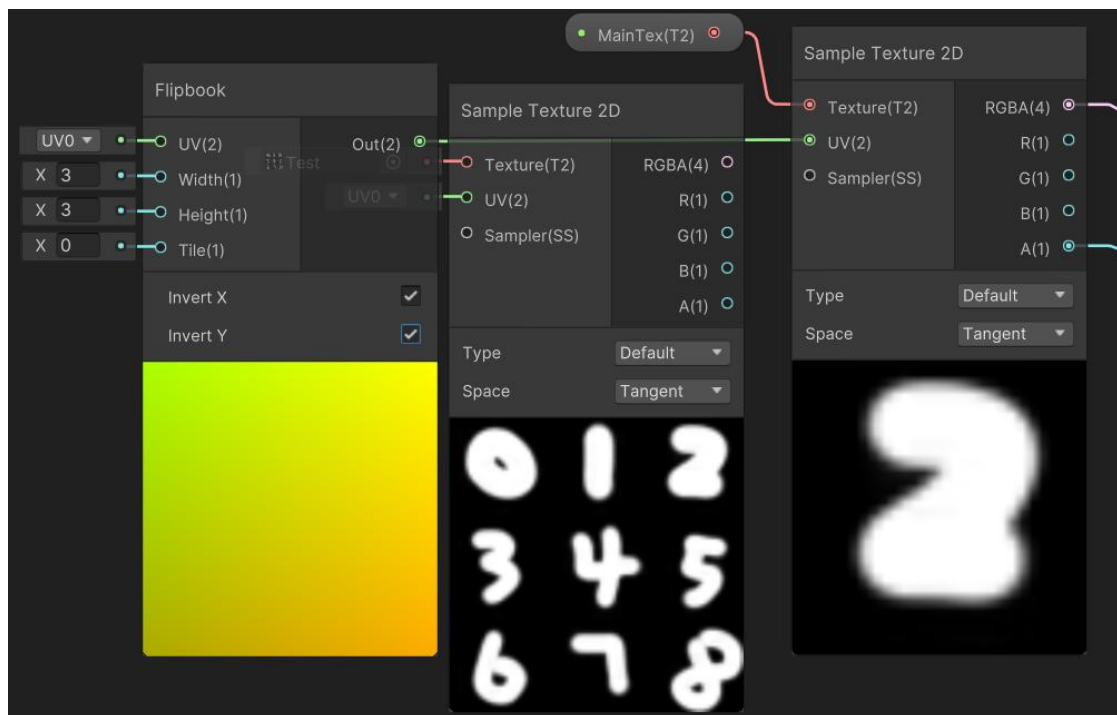 MainTex(T2)
Flipbook
UV0
UV(2)
Out(2)
X 3
Width(1)
X 3
Height(1)
X 0
Tile(1)
Invert X
Invert Y
Sample Texture 2D
Test
Texture(T2)
RGBA(4)
UV0
UV(2)
R(1)
Sampler(SS)
G(1)
B(1)
A(1)
Type
Default
Space
Tangent
0 1 2
3 4 5
6 7 8
Sample Texture 2D
Texture(T2)
RGBA(4)
UV(2)
R(1)
Sampler(SS)
G(1)
B(1)
A(1)
Type
Default
Space
Tangent
2